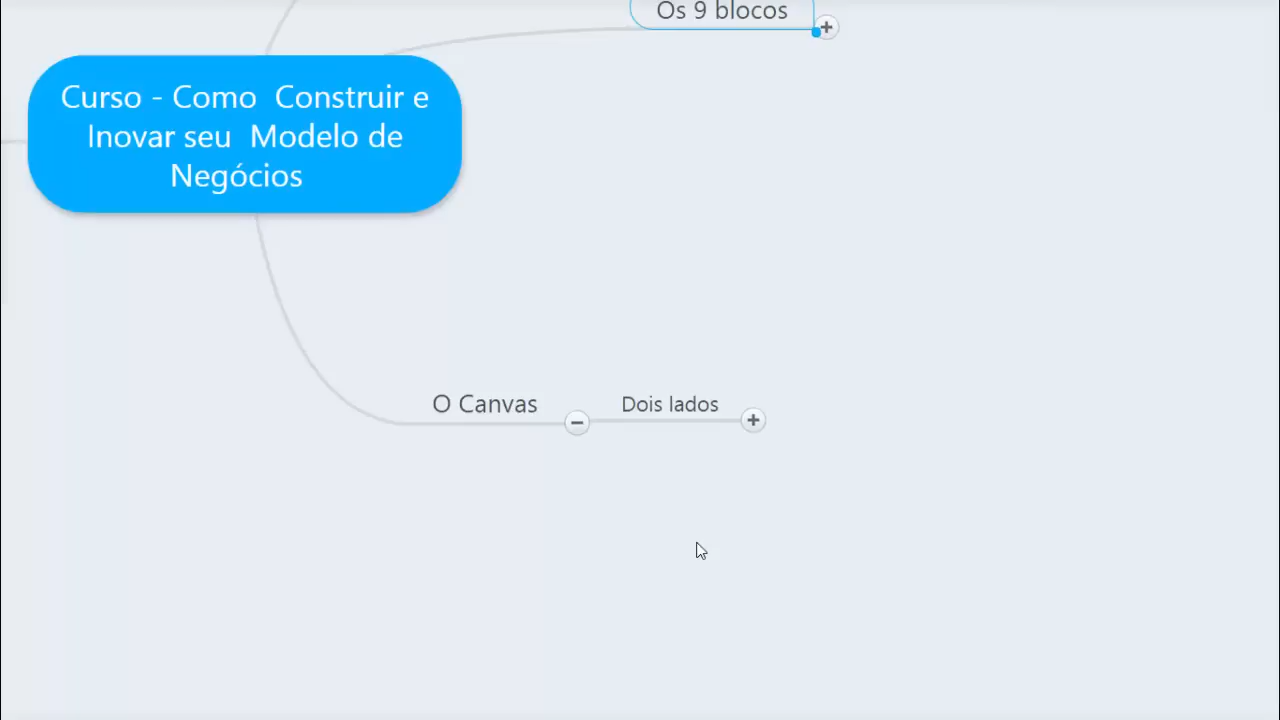 Os 9 blocos
Curso - Como  Construir e
Inovar seu  Modelo de
Negócios
O Canvas
Dois lados